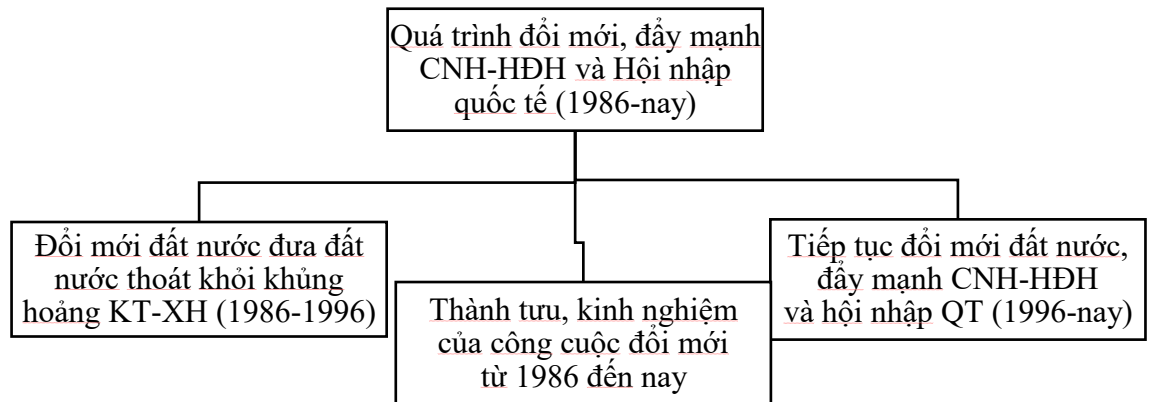 Quá trình đổi mới, đẩy mạnh
CNH-HĐH và Hội nhập
quốc tế (1986-nay)
Đổi mới đất nước đưa đất
nước thoát khỏi khủng
hoảng KT-XH (1986-1996)
Thành tưu, kinh nghiệm
của công cuộc đổi mới
từ 1986 đến nay
Tiếp tục đổi mới đất nước,
đẩy mạnh CNH-HĐH
và hội nhập QT (1996-nay)